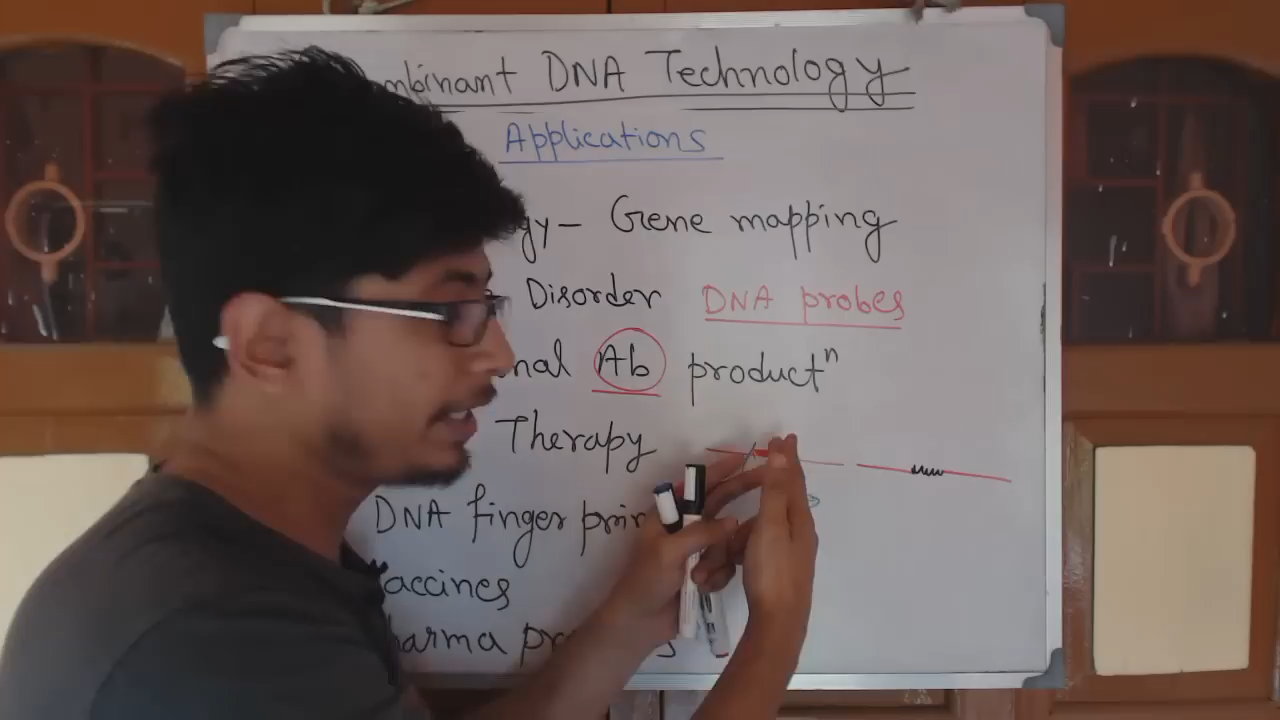 mbinant DNA Technology
Applications
gy – Gene mapping
Disorder DNA probes
nal Ab productⁿ
Therapy
DNA finger prin
accines
harma pr s